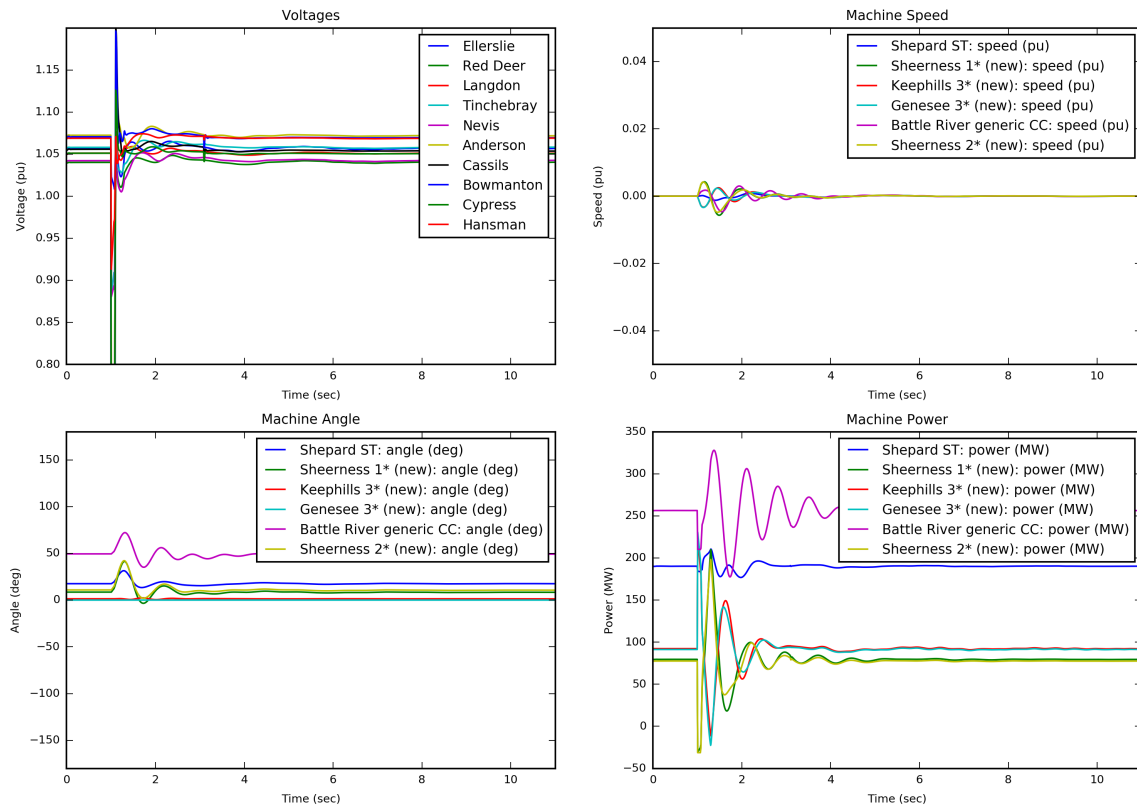 Voltages
1.15
1.10
1.05
1.00
0.95
0.90
0.85
0.80
Voltage (pu)
Ellerslie
Red Deer
Langdon
Tinchebray
Nevis
Anderson
Cassils
Bowmanton
Cypress
Hansman
0 2 4 6 8 10
Time (sec)
Machine Speed
0.04
0.02
0.00
−0.02
−0.04
Speed (pu)
Shepard ST: speed (pu)
Sheerness 1* (new): speed (pu)
Keephills 3* (new): speed (pu)
Genesee 3* (new): speed (pu)
Battle River generic CC: speed (pu)
Sheerness 2* (new): speed (pu)
0 2 4 6 8 10
Time (sec)
Machine Angle
150
100
50
0
−50
−100
−150
Angle (deg)
Shepard ST: angle (deg)
Sheerness 1* (new): angle (deg)
Keephills 3* (new): angle (deg)
Genesee 3* (new): angle (deg)
Battle River generic CC: angle (deg)
Sheerness 2* (new): angle (deg)
0 2 4 6 8 10
Time (sec)
Machine Power
350
300
250
200
150
100
50
0
−50
Power (MW)
Shepard ST: power (MW)
Sheerness 1* (new): power (MW)
Keephills 3* (new): power (MW)
Genesee 3* (new): power (MW)
Battle River generic CC: power (MW)
Sheerness 2* (new): power (MW)
0 2 4 6 8 10
Time (sec)